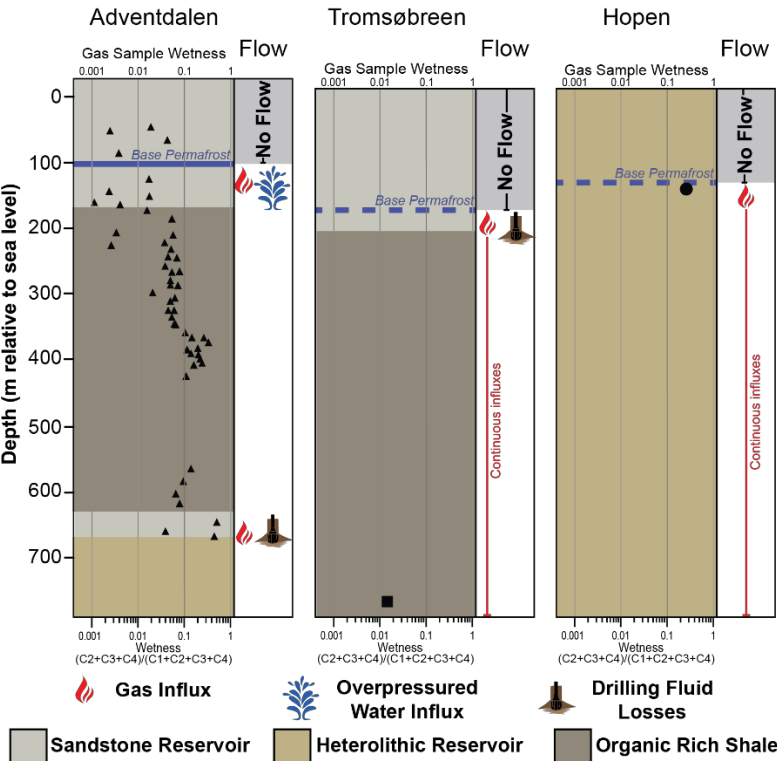 Adventdalen
Tromsøbreen
Hopen
Gas Sample Wetness
Flow
0.001 0.01 0.1 1
Gas Sample Wetness
Flow
0.001 0.01 0.1 1
Gas Sample Wetness
Flow
0.001 0.01 0.1 1
Depth (m relative to sea level)
0
100
200
300
400
500
600
700
Base Permafrost
No Flow
Base Permafrost
No Flow
Continuous influxes
Base Permafrost
No Flow
Continuous influxes
0.001 0.01 0.1 1
Wetness
(C2+C3+C4)/(C1+C2+C3+C4)
0.001 0.01 0.1 1
Wetness
(C2+C3+C4)/(C1+C2+C3+C4)
0.001 0.01 0.1 1
Wetness
(C2+C3+C4)/(C1+C2+C3+C4)
Gas Influx
Overpressured
Water Influx
Drilling Fluid
Losses
Sandstone Reservoir
Heterolithic Reservoir
Organic Rich Shale